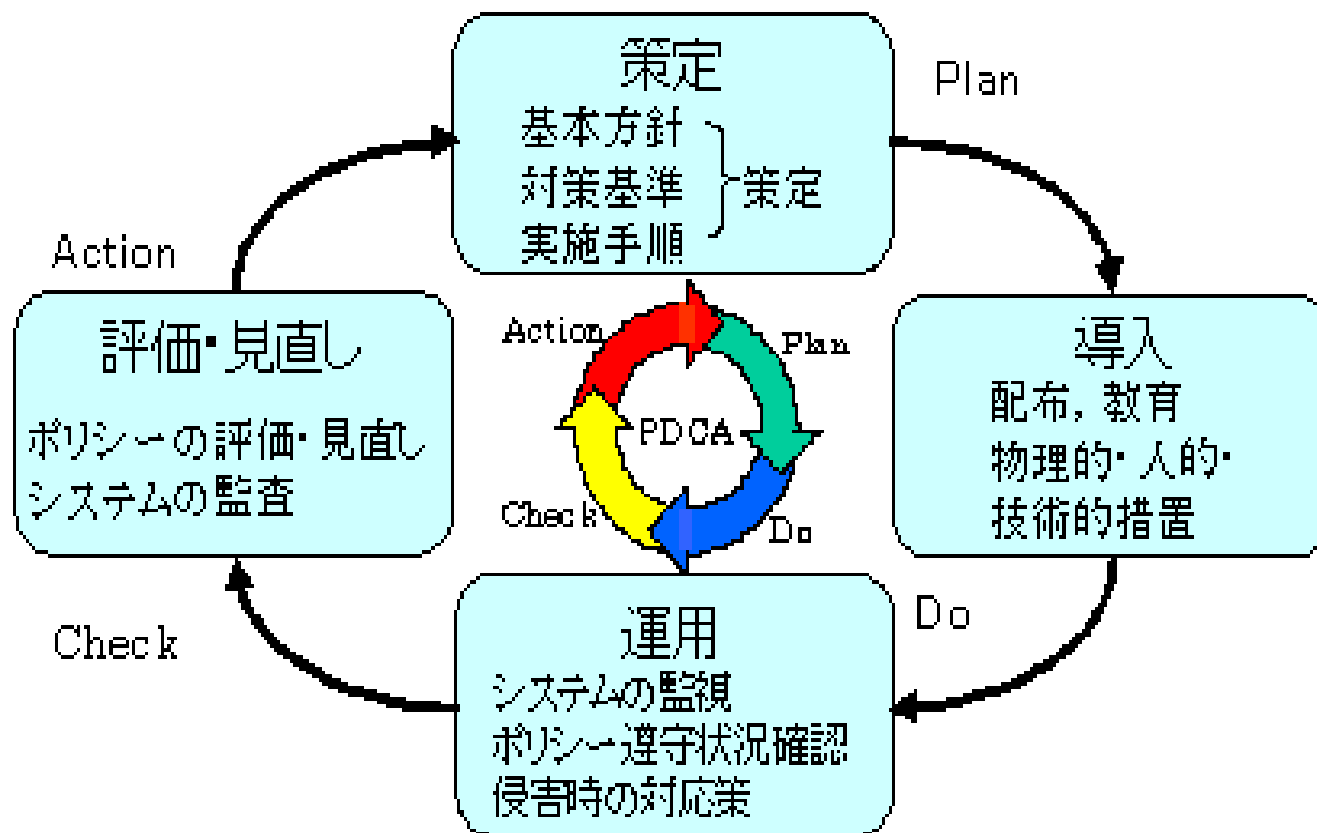 策定
基本方針
対策基準
実施手順
策定
Plan
導入
配布, 教育
物理的・人的・
技術的措置
Do
運用
システムの監視
ポリシー遵守状況確認
侵害時の対応策
Check
評価・見直し
ポリシーの評価・見直し
システムの監査
Action
Action
Plan
PDCA
Check
Do